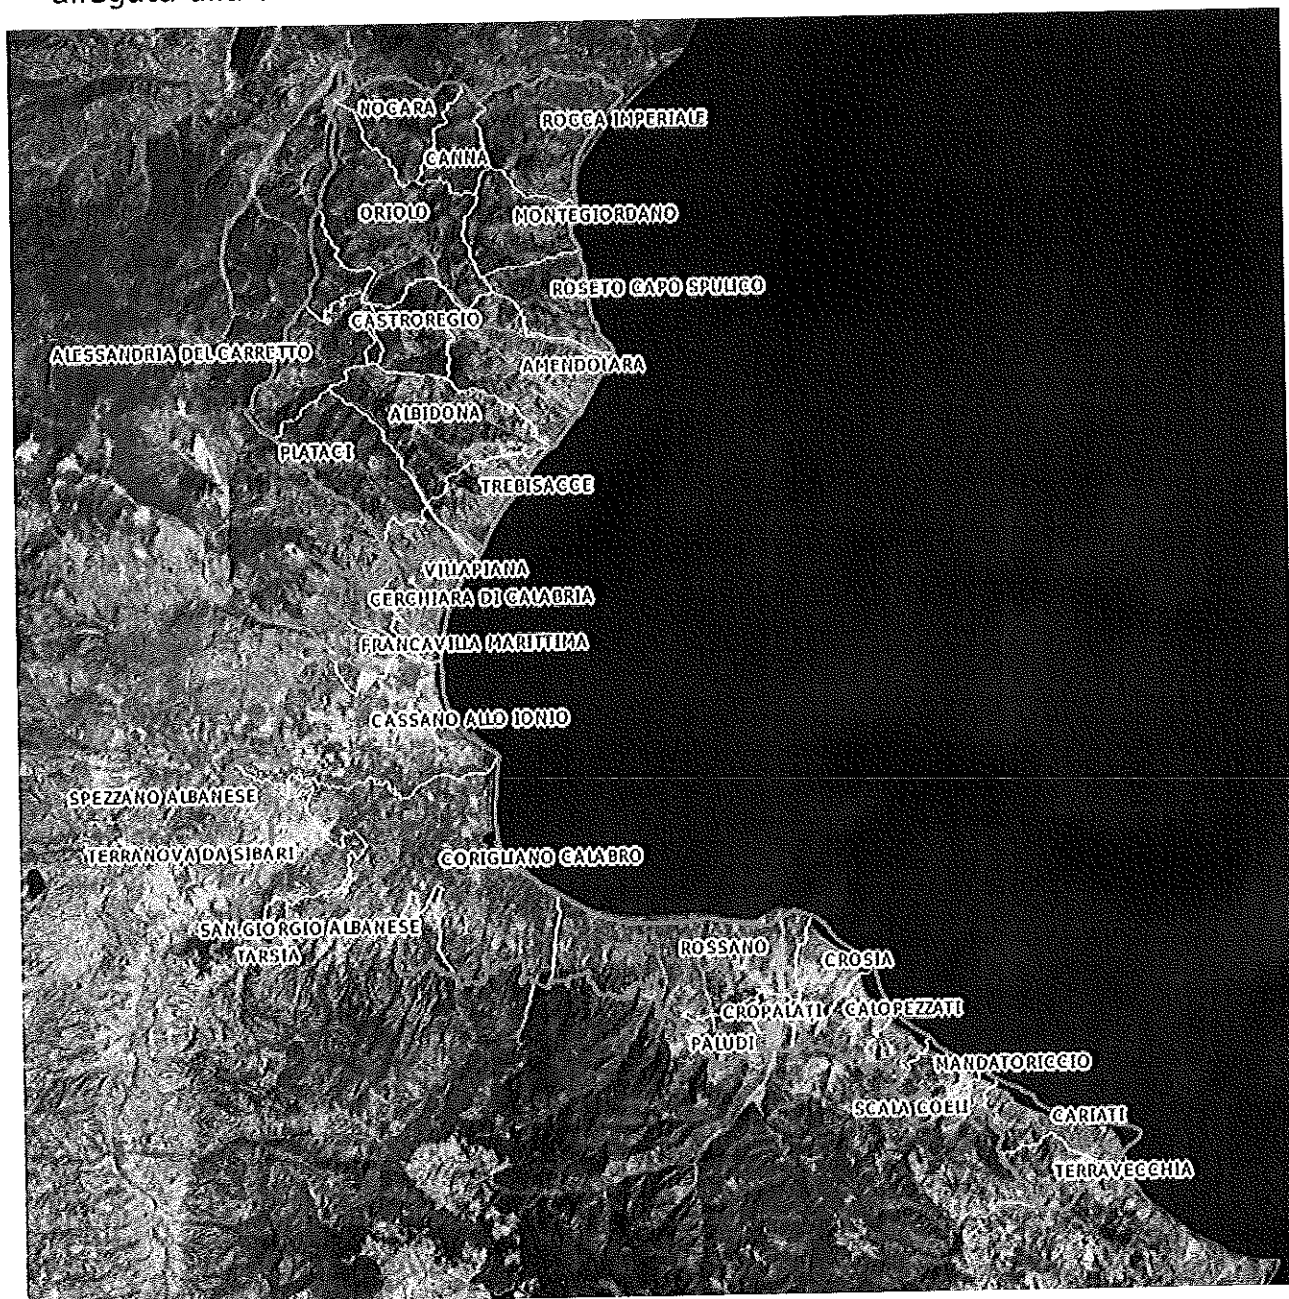 NOCARA
ROCCA IMPERIALE
CANNA
ORIOLO
MONTEGIORDANO
ROSETO CAPO SPULICO
CASTROREGIO
ALESSANDRIA DEL CARRETTO
AMENDOLARA
ALBIDONA
PLATACI
TREBISACCE
VILLAPIANA
CERCHIARA DI CALABRIA
FRANCAVILLA MARITTIMA
CASSANO ALLO IONIO
SPEZZANO ALBANESE
TERRANOVA DA SIBARI
CORIGLIANO CALABRO
SAN GIORGIO ALBANESE
TARSIA
ROSSANO
CROSIA
CROPALATI
CALOPEZZATI
PALUDI
MANDATORICCIO
SCALA COELI
CARIATI
TERRAVECCHIA